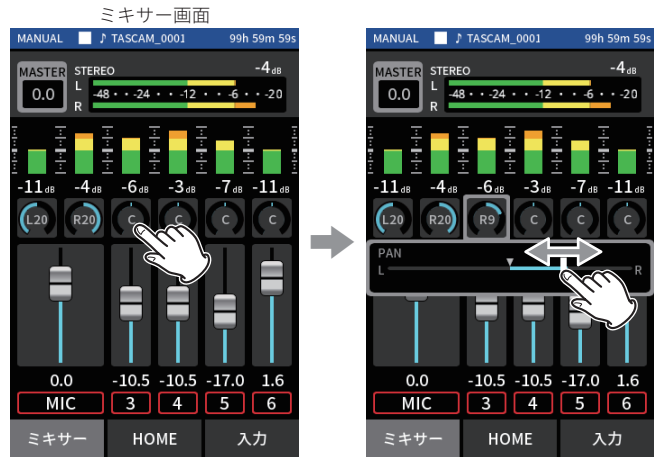 ミキサー画面
MANUAL ♪ TASCAM_0001 99h 59m 59s
MASTER STEREO -4dB
0.0
L
-48 · · -24 · · -12 · · -6 · · -20
R
-11dB -4dB -6dB -3dB -7dB -11dB
L20 R20 C C C C
0.0 -10.5 -10.5 -17.0 1.6
MIC 3 4 5 6
ミキサー HOME 入力
MANUAL ♪ TASCAM_0001 99h 59m 59s
MASTER STEREO -4dB
0.0
L
-48 · · -24 · · -12 · · -6 · · -20
R
-11dB -4dB -6dB -3dB -7dB -11dB
L20 R20 R9 C C C
PAN
L R
0.0 -10.5 -10.5 -17.0 1.6
MIC 3 4 5 6
ミキサー HOME 入力